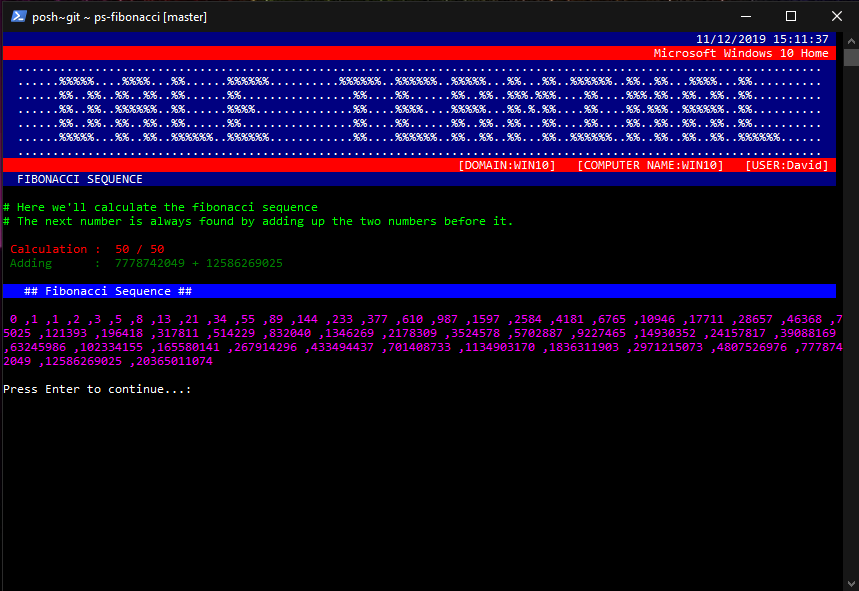 posh~git ~ ps-fibonacci [master]
11/12/2019 15:11:37
Microsoft Windows 10 Home
[DOMAIN:WIN10]   [COMPUTER NAME:WIN10]   [USER:David]
FIBONACCI SEQUENCE
# Here we'll calculate the fibonacci sequence
# The next number is always found by adding up the two numbers before it.
Calculation :  50 / 50
Adding      :  7778742049 + 12586269025
## Fibonacci Sequence ##
0 ,1 ,1 ,2 ,3 ,5 ,8 ,13 ,21 ,34 ,55 ,89 ,144 ,233 ,377 ,610 ,987 ,1597 ,2584 ,4181 ,6765 ,10946 ,17711 ,28657 ,46368 ,7
5025 ,121393 ,196418 ,317811 ,514229 ,832040 ,1346269 ,2178309 ,3524578 ,5702887 ,9227465 ,14930352 ,24157817 ,39088169
,63245986 ,102334155 ,165580141 ,267914296 ,433494437 ,701408733 ,1134903170 ,1836311903 ,2971215073 ,4807526976 ,777874
2049 ,12586269025 ,20365011074
Press Enter to continue...: